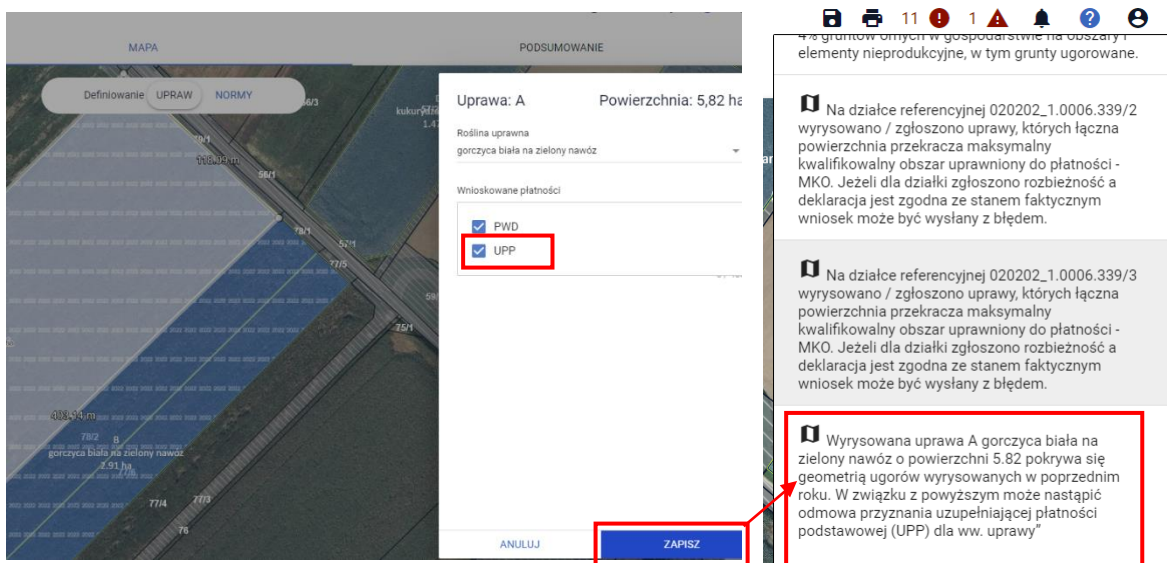 MAPA
PODSUMOWANIE
Definiowanie UPRAW NORMY
56/3
59/1
118.09 m
56/1
78/1
57/1
77/5
59/
75/1
403,14 m
78/2 B
gorczyca biała na zielony nawóz
2.91 ha
77/6
77/4
77/3
76
Uprawa: A Powierzchnia: 5,82 ha
Roślina uprawna
gorczyca biała na zielony nawóz
Wnioskowane płatności
PWD
UPP
ANULUJ
ZAPISZ
11 1
4% gruntów ornych w gospodarstwie na obszary i
elementy nieprodukcyjne, w tym grunty ugorowane.
Na działce referencyjnej 020202_1.0006.339/2
wyrysowano / zgłoszono uprawy, których łączna
powierzchnia przekracza maksymalny
kwalifikowalny obszar uprawniony do płatności -
MKO. Jeżeli dla działki zgłoszono rozbieżność a
deklaracja jest zgodna ze stanem faktycznym
wniosek może być wysłany z błędem.
Na działce referencyjnej 020202_1.0006.339/3
wyrysowano / zgłoszono uprawy, których łączna
powierzchnia przekracza maksymalny
kwalifikowalny obszar uprawniony do płatności -
MKO. Jeżeli dla działki zgłoszono rozbieżność a
deklaracja jest zgodna ze stanem faktycznym
wniosek może być wysłany z błędem.
Wyrysowana uprawa A gorczyca biała na
zielony nawóz o powierzchni 5.82 pokrywa się
geometrią ugorów wyrysowanych w poprzednim
roku. W związku z powyższym może nastąpić
odmowa przyznania uzupełniającej płatności
podstawowej (UPP) dla ww. uprawy”